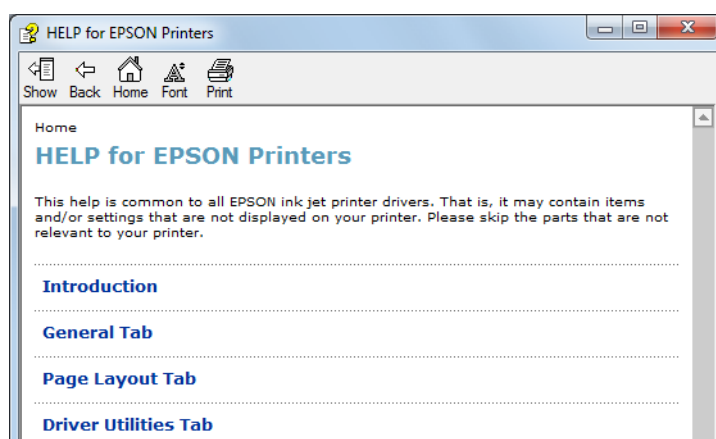 HELP for EPSON Printers
Show Back Home Font Print
Home
HELP for EPSON Printers
This help is common to all EPSON ink jet printer drivers. That is, it may contain items
and/or settings that are not displayed on your printer. Please skip the parts that are not
relevant to your printer.
Introduction
General Tab
Page Layout Tab
Driver Utilities Tab